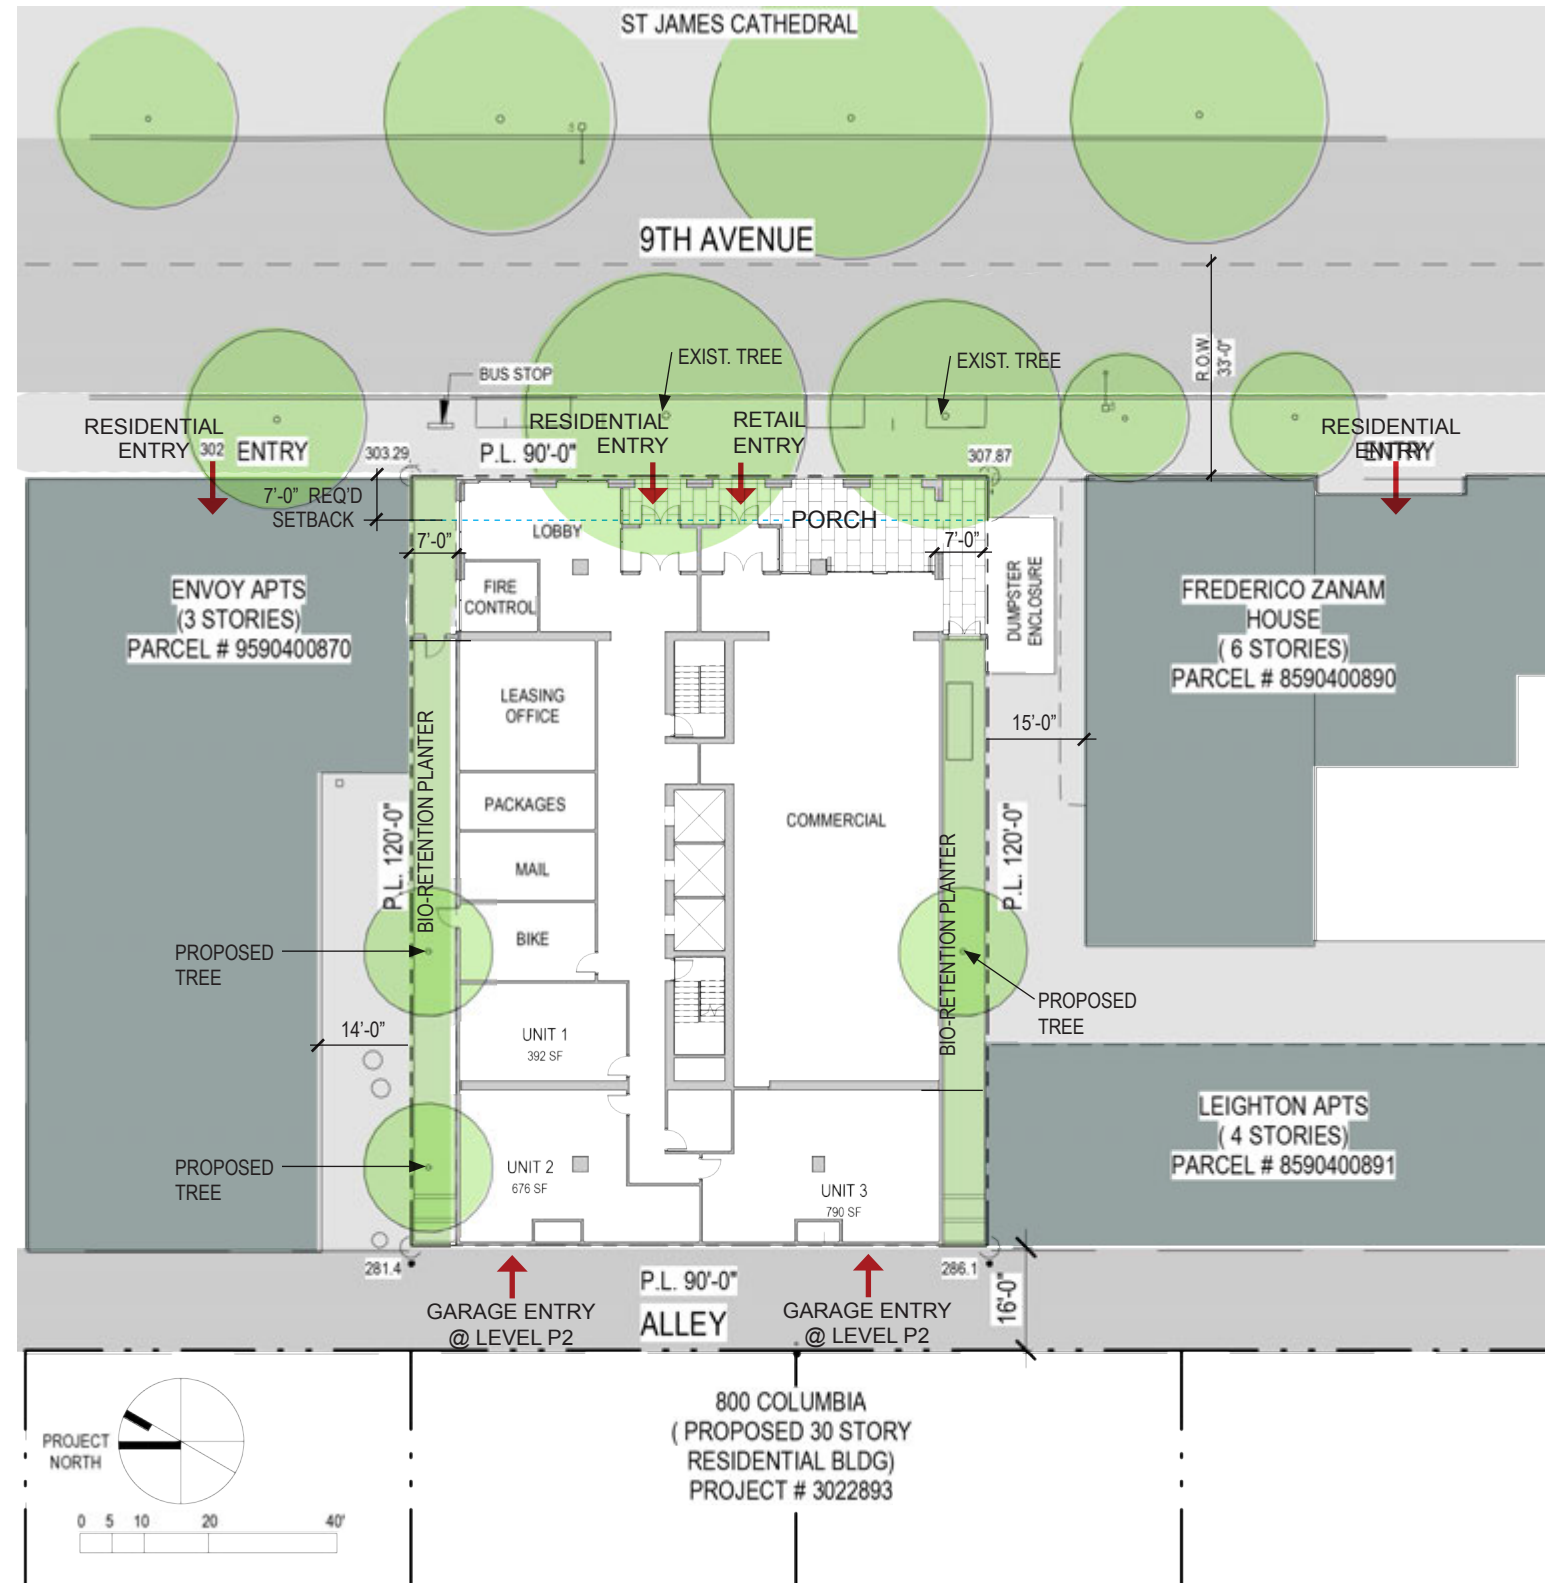 ST JAMES CATHEDRAL
9TH AVENUE
R.O.W
33'-0"
EXIST. TREE
EXIST. TREE
BUS STOP
RESIDENTIAL
ENTRY
302
ENTRY
303.29
P.L. 90'-0"
RESIDENTIAL
ENTRY
RETAIL
ENTRY
307.87
RESIDENTIAL
ENTRY
ENTRY
7'-0" REQ'D
SETBACK
7'-0"
LOBBY
PORCH
7'-0"
FIRE
CONTROL
DUMPSTER
ENCLOSURE
ENVOY APTS
(3 STORIES)
PARCEL # 9590400870
FREDERICO ZANAM
HOUSE
( 6 STORIES)
PARCEL # 8590400890
LEASING
OFFICE
15'-0"
BIO-RETENTION PLANTER
P.L. 120'-0"
PACKAGES
COMMERCIAL
P.L. 120'-0"
BIO-RETENTION PLANTER
MAIL
BIKE
PROPOSED
TREE
PROPOSED
TREE
14'-0"
UNIT 1
392 SF
LEIGHTON APTS
( 4 STORIES)
PARCEL # 8590400891
PROPOSED
TREE
UNIT 2
676 SF
UNIT 3
790 SF
281.4
286.1
P.L. 90'-0"
16'-0"
GARAGE ENTRY
@ LEVEL P2
ALLEY
GARAGE ENTRY
@ LEVEL P2
800 COLUMBIA
( PROPOSED 30 STORY
RESIDENTIAL BLDG)
PROJECT # 3022893
PROJECT
NORTH
0 5 10 20 40'